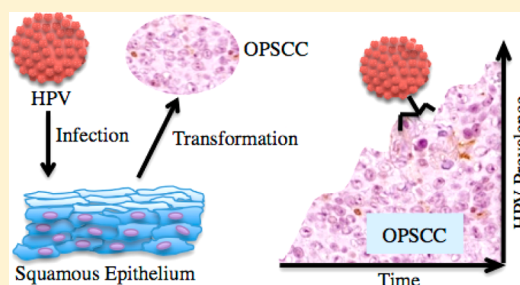 HPV
OPSCC
Infection
Transformation
Squamous Epithelium
HPV Prevalence
OPSCC
Time